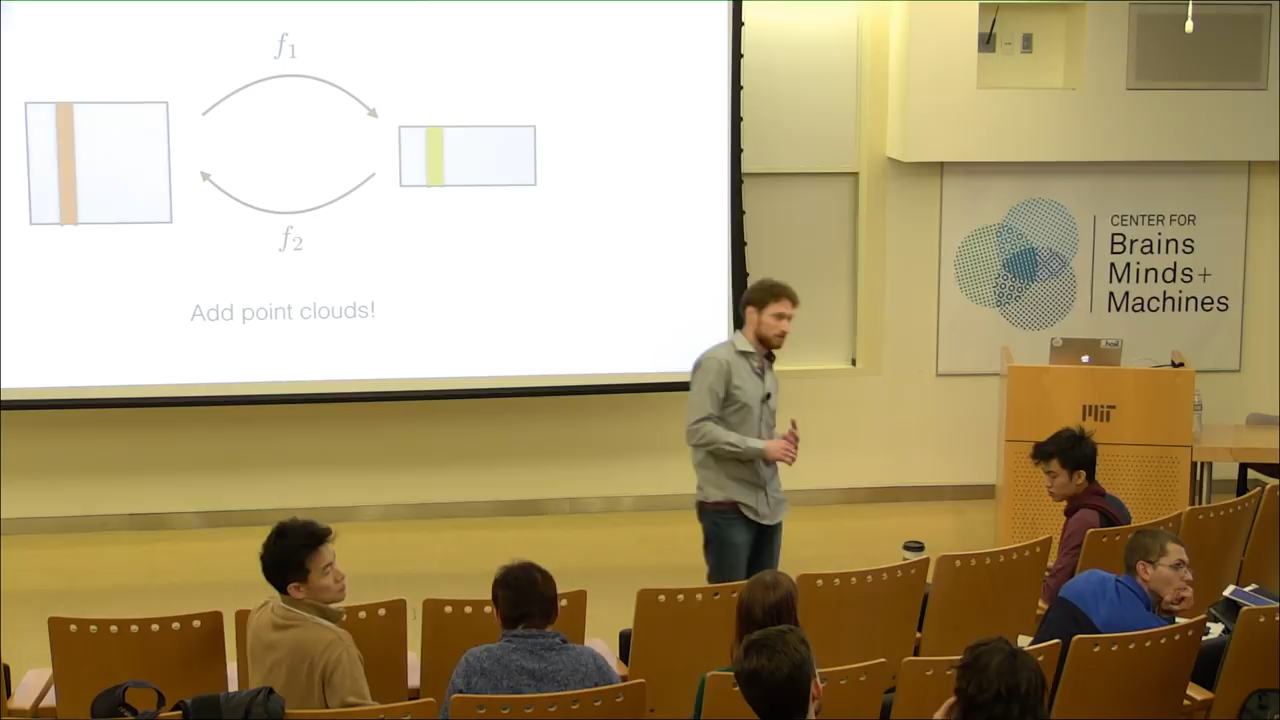 f₁
f₂
Add point clouds!
CENTER FOR
Brains
Minds+
Machines
MIT